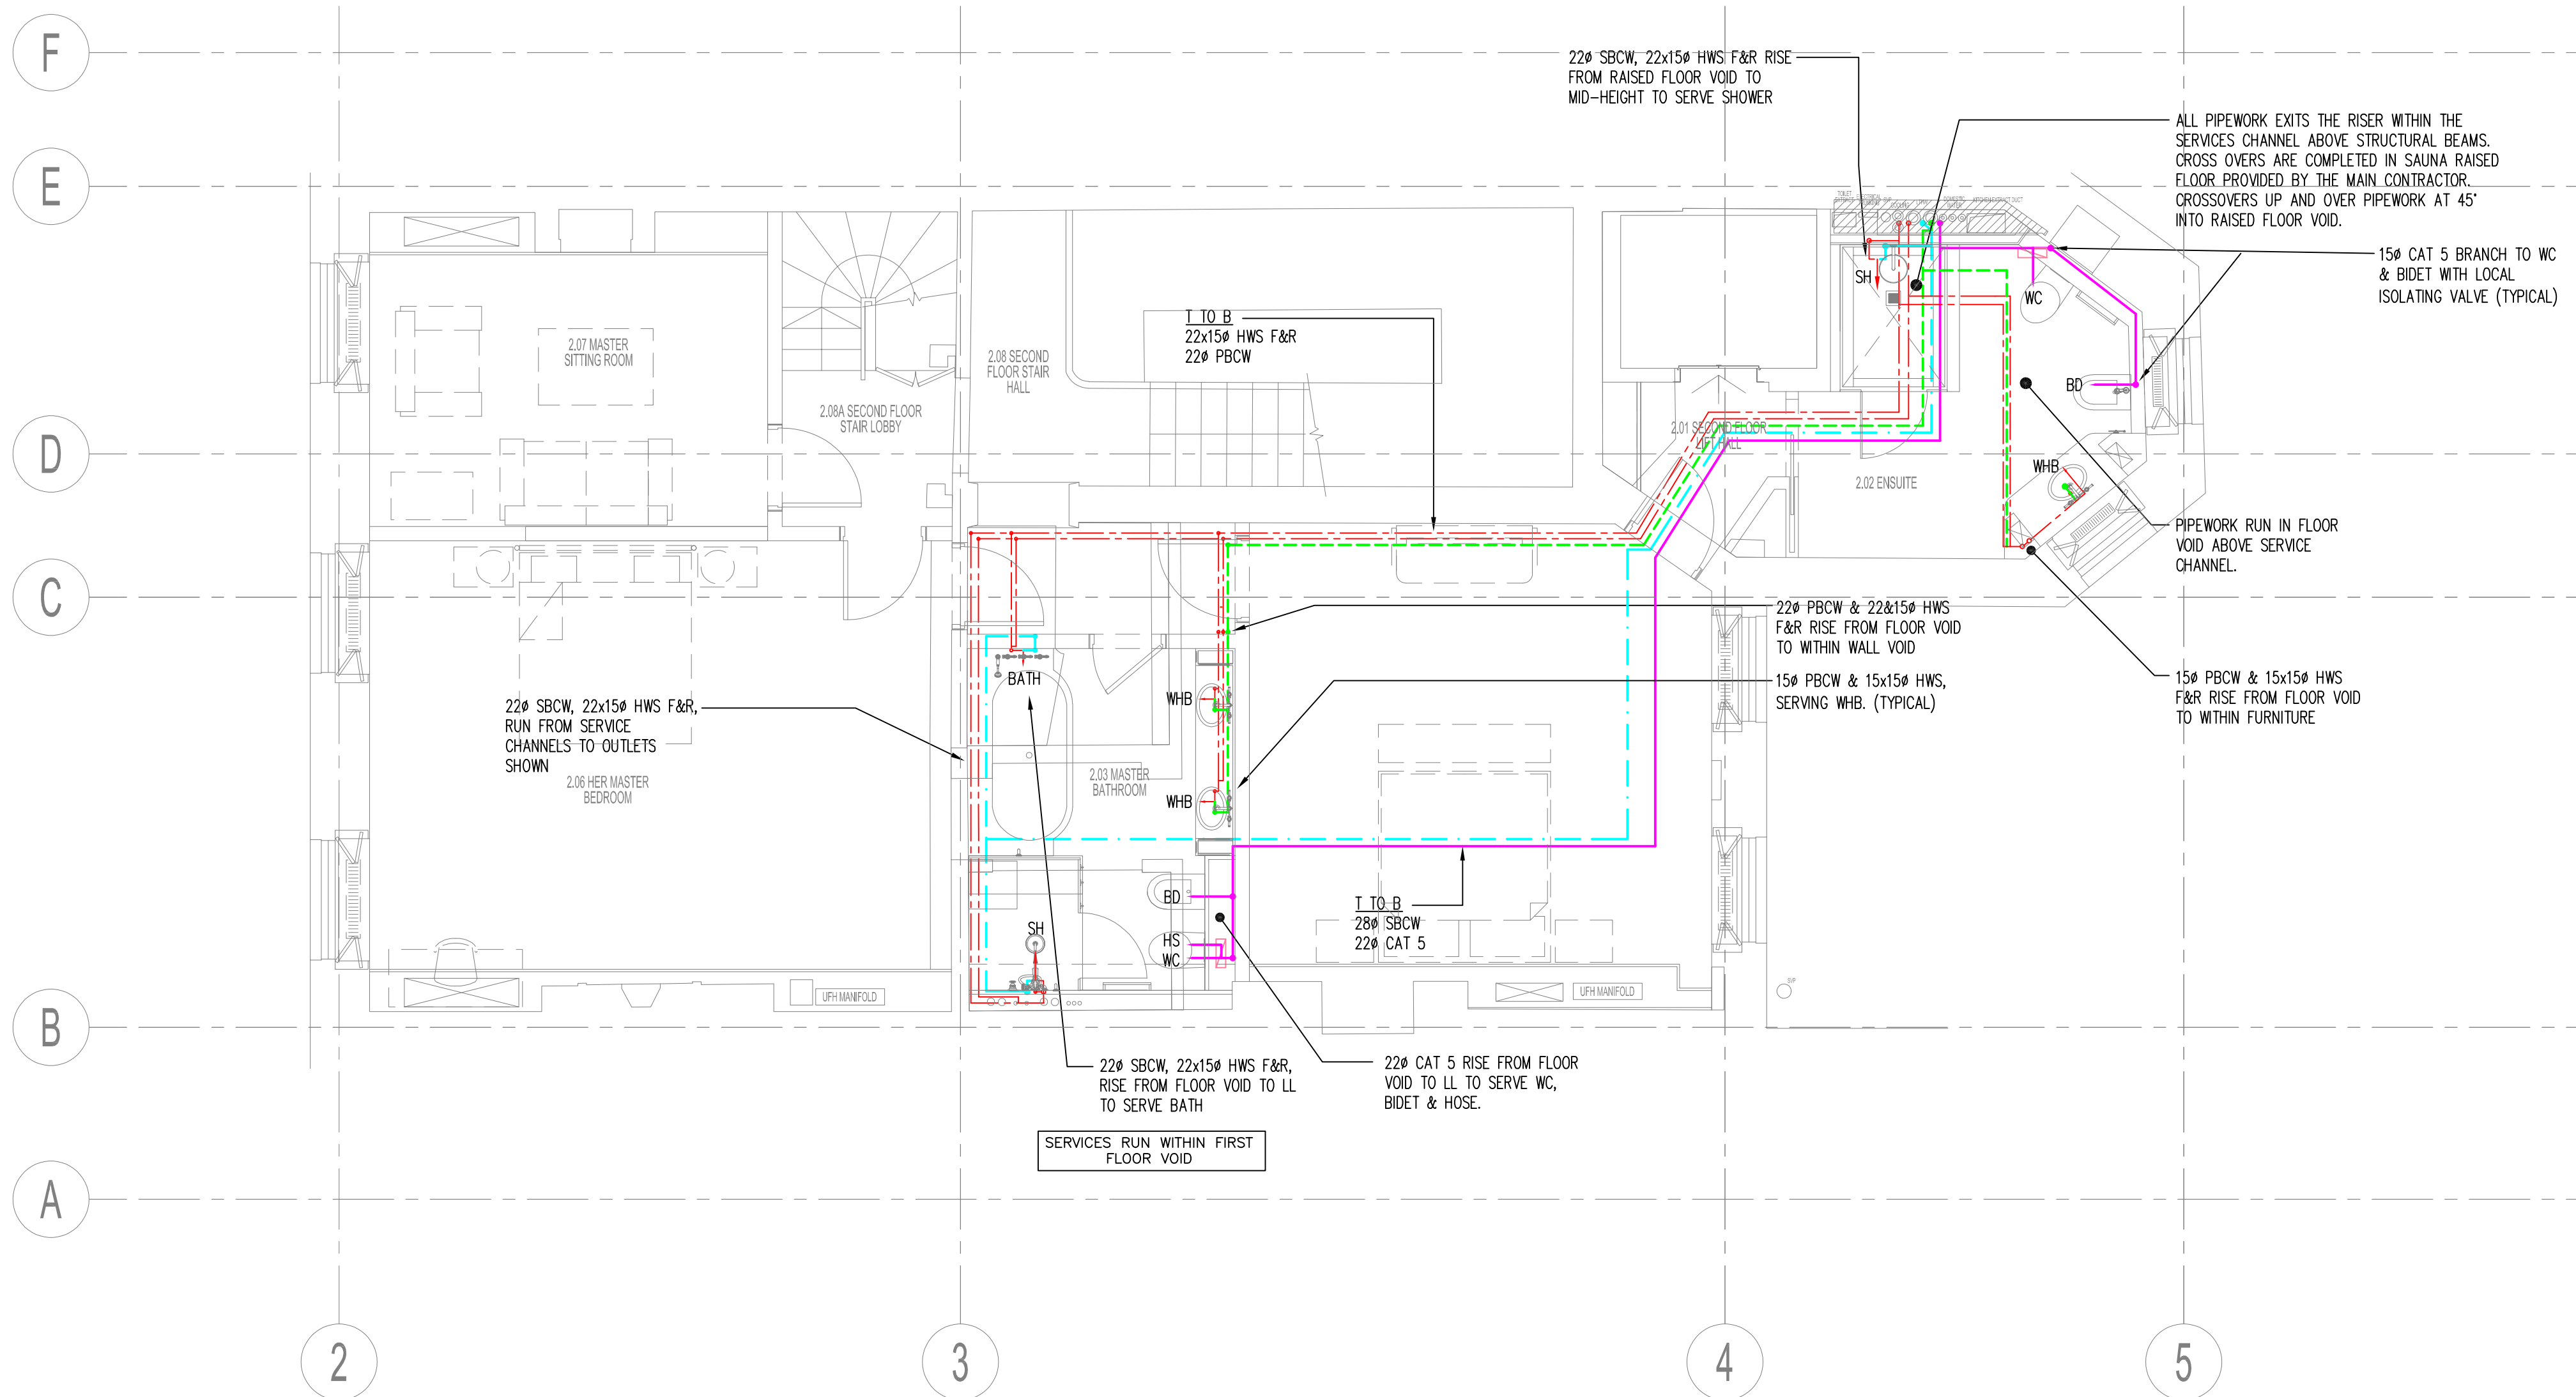 F
22ø SBCW, 22x15ø HWS F&R RISE
FROM RAISED FLOOR VOID TO
MID-HEIGHT TO SERVE SHOWER
ALL PIPEWORK EXITS THE RISER WITHIN THE
SERVICES CHANNEL ABOVE STRUCTURAL BEAMS.
CROSS OVERS ARE COMPLETED IN SAUNA RAISED
FLOOR PROVIDED BY THE MAIN CONTRACTOR.
CROSSOVERS UP AND OVER PIPEWORK AT 45°
INTO RAISED FLOOR VOID.
E
15ø CAT 5 BRANCH TO WC
& BIDET WITH LOCAL
ISOLATING VALVE (TYPICAL)
SH
WC
T TO B
22x15ø HWS F&R
22ø PBCW
2.07 MASTER
SITTING ROOM
2.08 SECOND
FLOOR STAIR
HALL
2.08A SECOND FLOOR
STAIR LOBBY
BD
2.01 SECOND FLOOR
LIFT HALL
D
WHB
2.02 ENSUITE
PIPEWORK RUN IN FLOOR
VOID ABOVE SERVICE
CHANNEL.
C
22ø PBCW & 22&15ø HWS
F&R RISE FROM FLOOR VOID
TO WITHIN WALL VOID
15ø PBCW & 15x15ø HWS,
SERVING WHB. (TYPICAL)
15ø PBCW & 15x15ø HWS
F&R RISE FROM FLOOR VOID
TO WITHIN FURNITURE
BATH
WHB
22ø SBCW, 22x15ø HWS F&R,
RUN FROM SERVICE
CHANNELS TO OUTLETS
SHOWN
2.06 HER MASTER
BEDROOM
2.03 MASTER
BATHROOM
WHB
BD
T TO B
28ø SBCW
22ø CAT 5
SH
HS
WC
UFH MANIFOLD
UFH MANIFOLD
SVP
B
22ø SBCW, 22x15ø HWS F&R,
RISE FROM FLOOR VOID TO LL
TO SERVE BATH
22ø CAT 5 RISE FROM FLOOR
VOID TO LL TO SERVE WC,
BIDET & HOSE.
SERVICES RUN WITHIN FIRST
FLOOR VOID
A
2
3
4
5